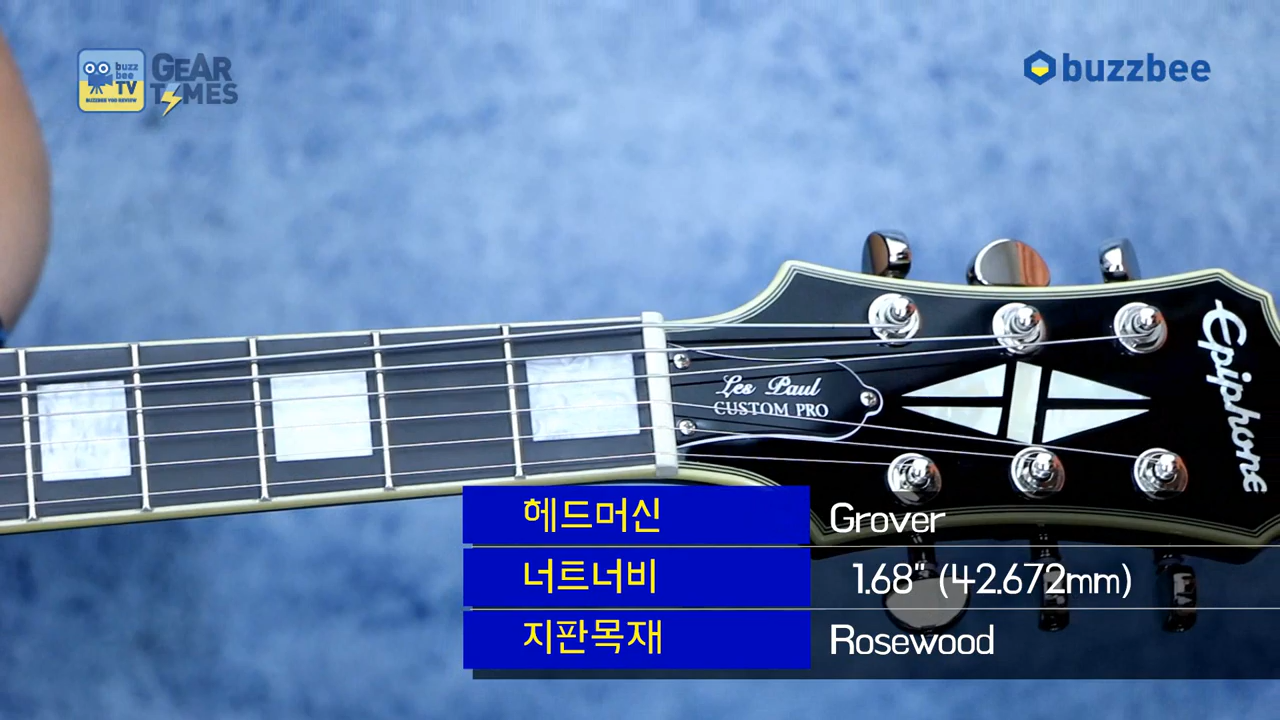 buzz
bee
TV
BUZZBEE VOD REVIEW
GEAR
TIMES
buzzbee
Les Paul
CUSTOM PRO
Epiphone
헤드머신 Grover
너트너비 1.68" (42.672mm)
지판목재 Rosewood